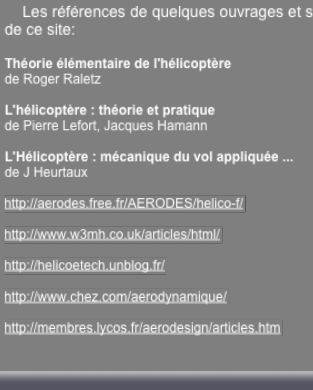 Les références de quelques ouvrages et s
de ce site:
Théorie élémentaire de l'hélicoptère
de Roger Raletz
L'hélicoptère : théorie et pratique
de Pierre Lefort, Jacques Hamann
L'Hélicoptère : mécanique du vol appliquée ...
de J Heurtaux
http://aerodes.free.fr/AERODES/helico-f/
http://www.w3mh.co.uk/articles/html/
http://helicoetech.unblog.fr/
http://www.chez.com/aerodynamique/
http://membres.lycos.fr/aerodesign/articles.htm